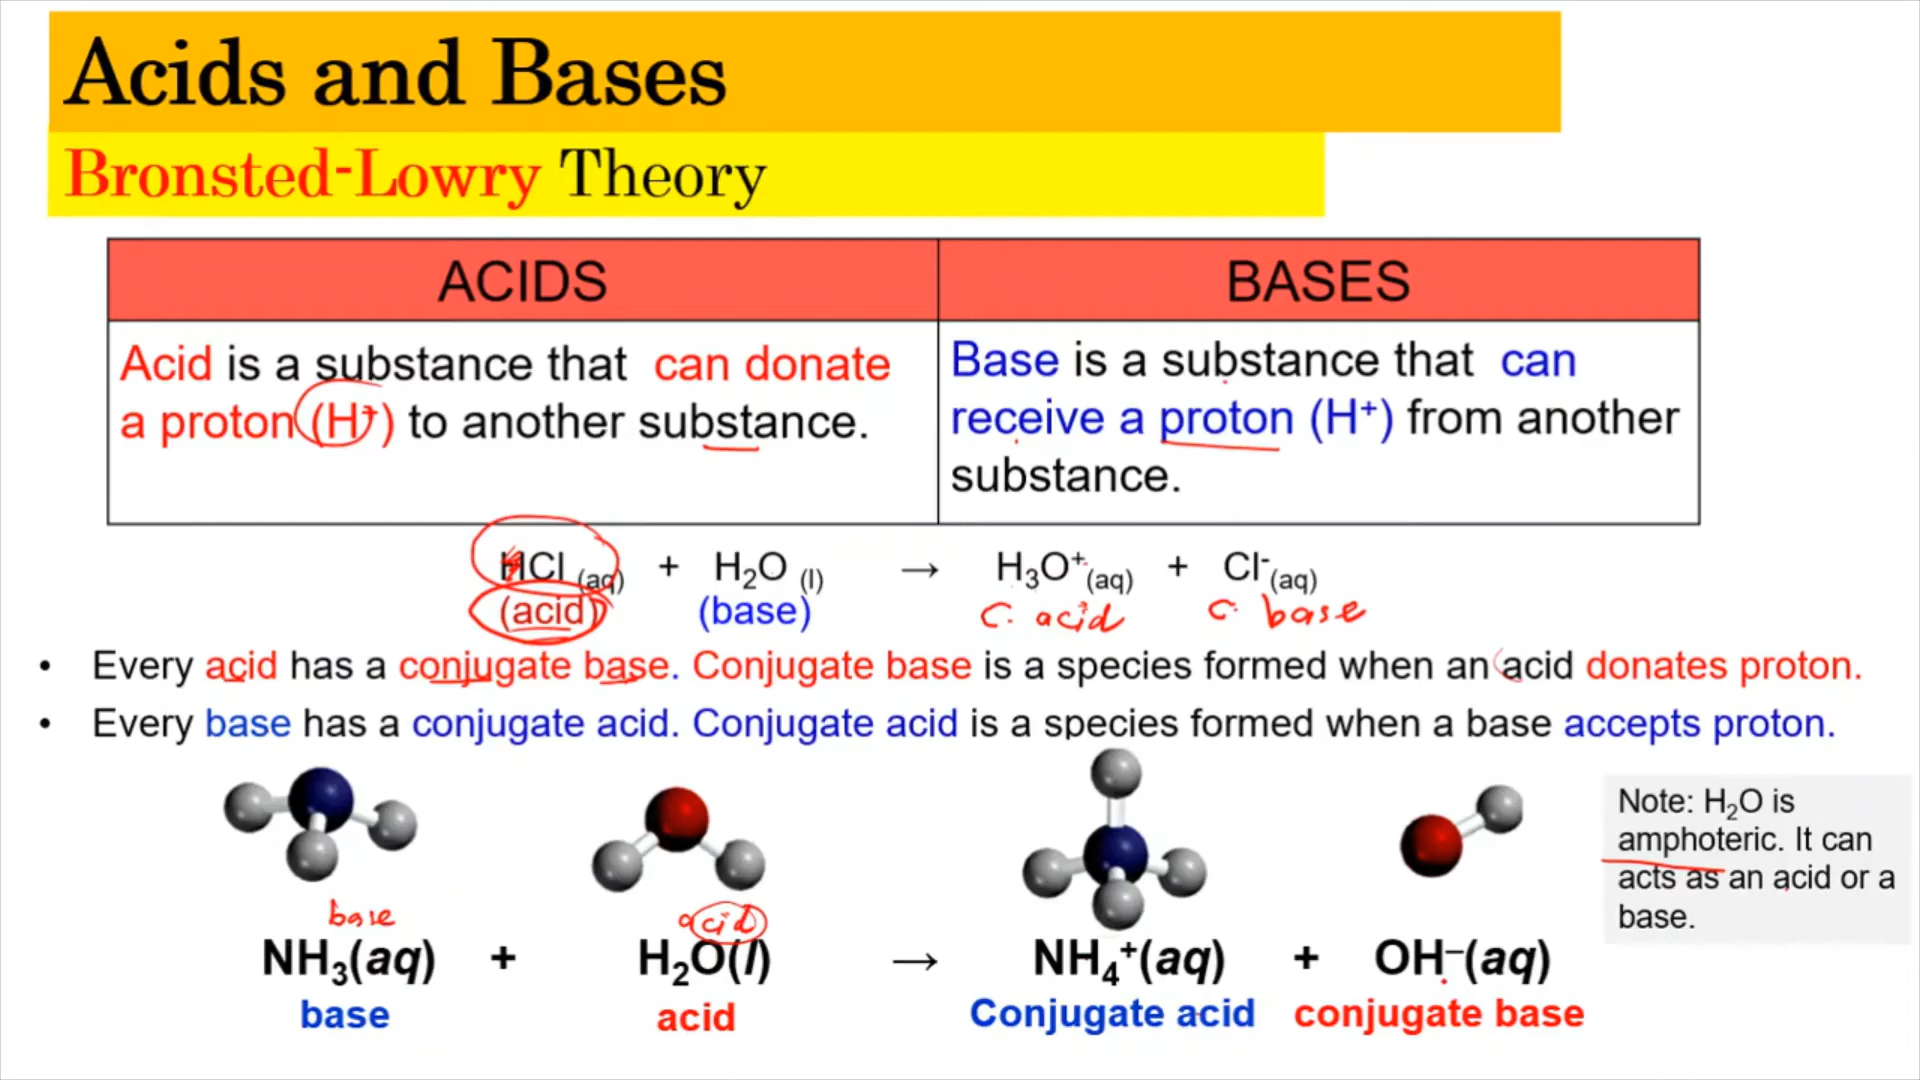 Acids and Bases
Bronsted-Lowry Theory
ACIDS
BASES
Acid is a substance that can donate
a proton (H⁺) to another substance.
Base is a substance that can
receive a proton (H⁺) from another
substance.
HCl (aq) + H₂O (l) → H₃O⁺(aq) + Cl⁻(aq)
(acid) (base) C. acid C. base
• Every acid has a conjugate base. Conjugate base is a species formed when an acid donates proton.
• Every base has a conjugate acid. Conjugate acid is a species formed when a base accepts proton.
Note: H₂O is
amphoteric. It can
acts as an acid or a
base.
base acid
NH₃(aq) + H₂O(l) → NH₄⁺(aq) + OH⁻(aq)
base acid Conjugate acid conjugate base